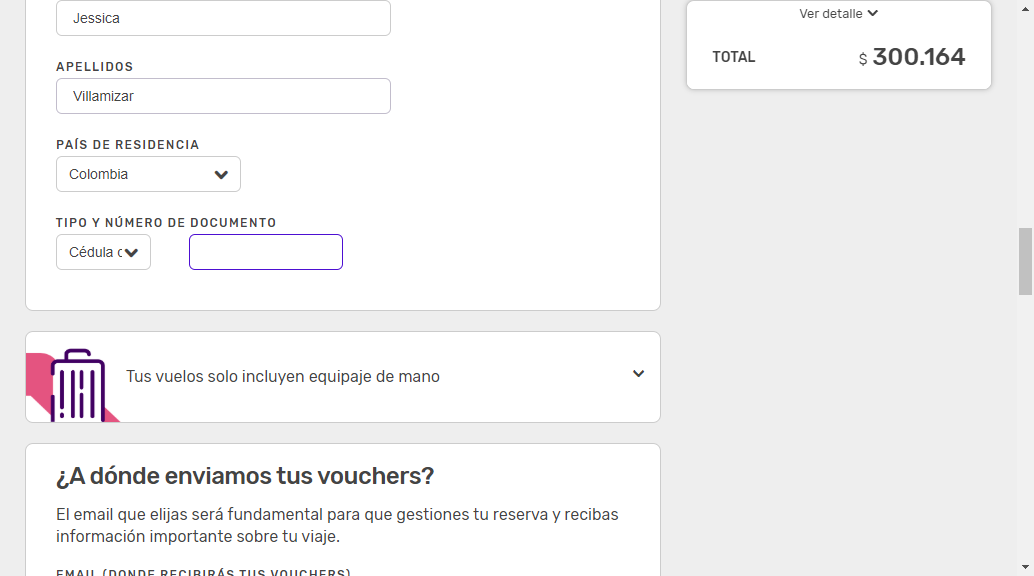 Jessica
Ver detalle
TOTAL
$ 300.164
APELLIDOS
Villamizar
PAÍS DE RESIDENCIA
Colombia
TIPO Y NÚMERO DE DOCUMENTO
Cédula c
Tus vuelos solo incluyen equipaje de mano
¿A dónde enviamos tus vouchers?
El email que elijas será fundamental para que gestiones tu reserva y recibas
información importante sobre tu viaje.
EMAIL (DONDE RECIBIRÁS TUS VOUCHERS)